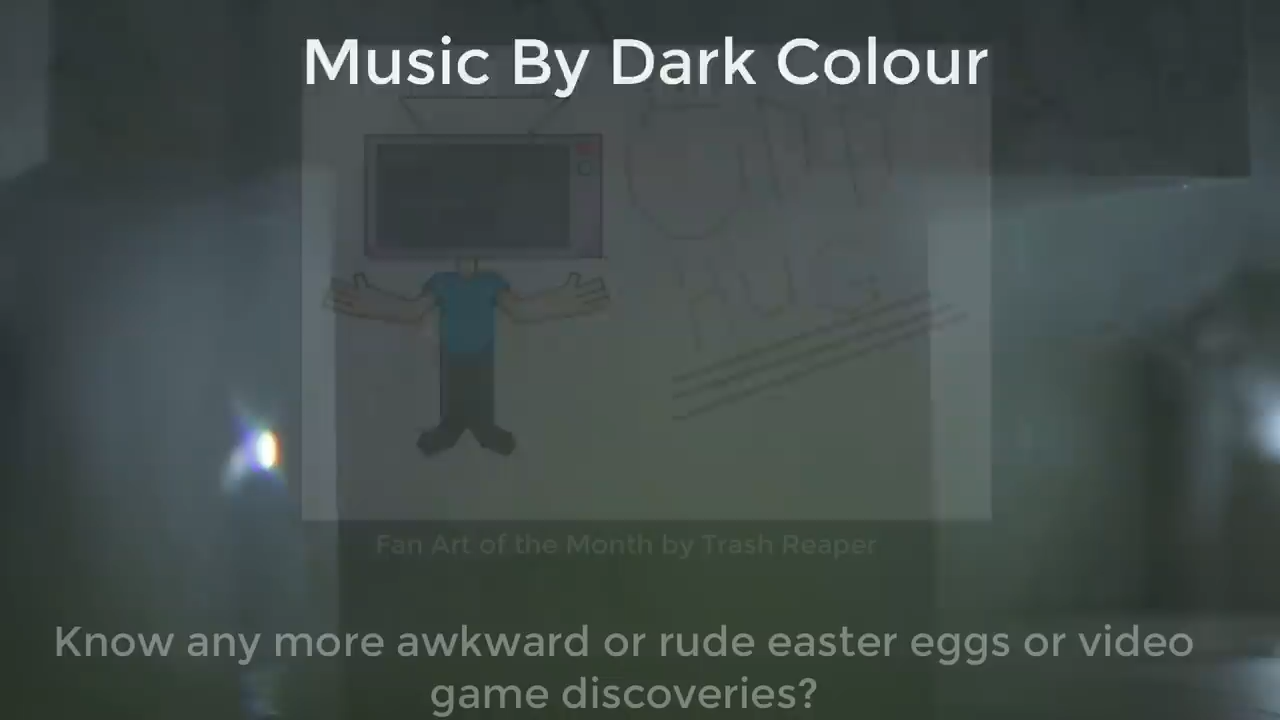 Music By Dark Colour
Fan Art of the Month by Trash Reaper
Know any more awkward or rude easter eggs or video
game discoveries?